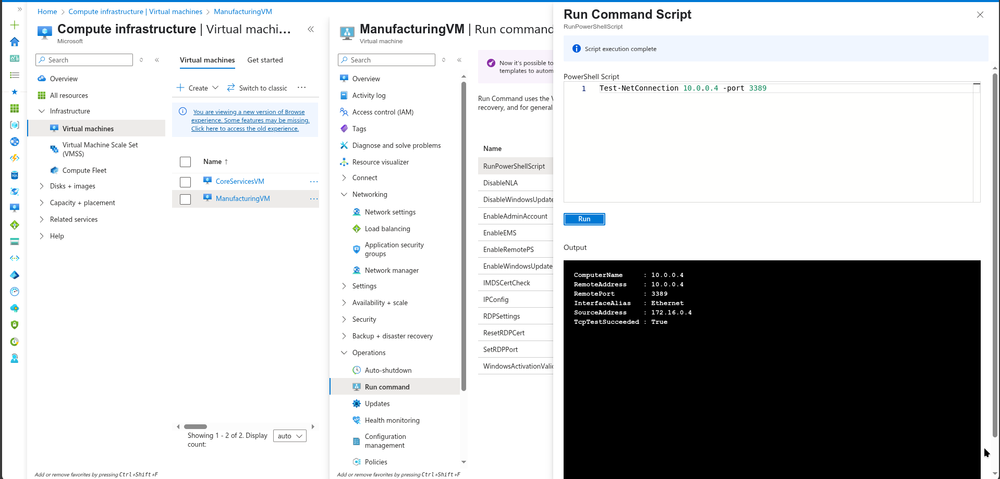 Home > Compute infrastructure | Virtual machines > ManufacturingVM
Compute infrastructure | Virtual machi...
Microsoft
Search
Overview
All resources
Infrastructure
Virtual machines
Virtual Machine Scale Set
(VMSS)
Compute Fleet
Disks + images
Capacity + placement
Related services
Help
Add or remove favorites by pressing Ctrl+Shift+F
Virtual machines Get started
Create Switch to classic ...
You are viewing a new version of Browse
experience. Some features may be missing.
Click here to access the old experience.
Name ↑
CoreServicesVM ...
ManufacturingVM ...
Showing 1 - 2 of 2. Display
count:
auto
ManufacturingVM | Run command
Virtual machine
Search
Overview
Activity log
Access control (IAM)
Tags
Diagnose and solve problems
Resource visualizer
Connect
Networking
Network settings
Load balancing
Application security
groups
Network manager
Settings
Availability + scale
Security
Backup + disaster recovery
Operations
Auto-shutdown
Run command
Updates
Health monitoring
Configuration
management
Policies
Add or remove favorites by pressing Ctrl+Shift+F
Now it's possible to
templates to autom
Run Command uses the V
recovery, and for general
Name
RunPowerShellScript
DisableNLA
DisableWindowsUpdate
EnableAdminAccount
EnableEMS
EnableRemotePS
EnableWindowsUpdate
IMDSCertCheck
IPConfig
RDPSettings
ResetRDPCert
SetRDPPort
WindowsActivationValid
Run Command Script
RunPowerShellScript
Script execution complete
PowerShell Script
1 Test-NetConnection 10.0.0.4 -port 3389
Run
Output
ComputerName : 10.0.0.4
RemoteAddress : 10.0.0.4
RemotePort : 3389
InterfaceAlias : Ethernet
SourceAddress : 172.16.0.4
TcpTestSucceeded : True